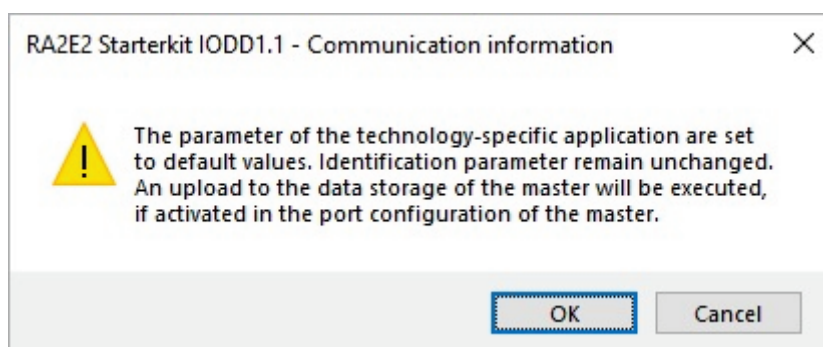 RA2E2 Starterkit IODD1.1 - Communication information
The parameter of the technology-specific application are set
to default values. Identification parameter remain unchanged.
An upload to the data storage of the master will be executed,
if activated in the port configuration of the master.
OK
Cancel